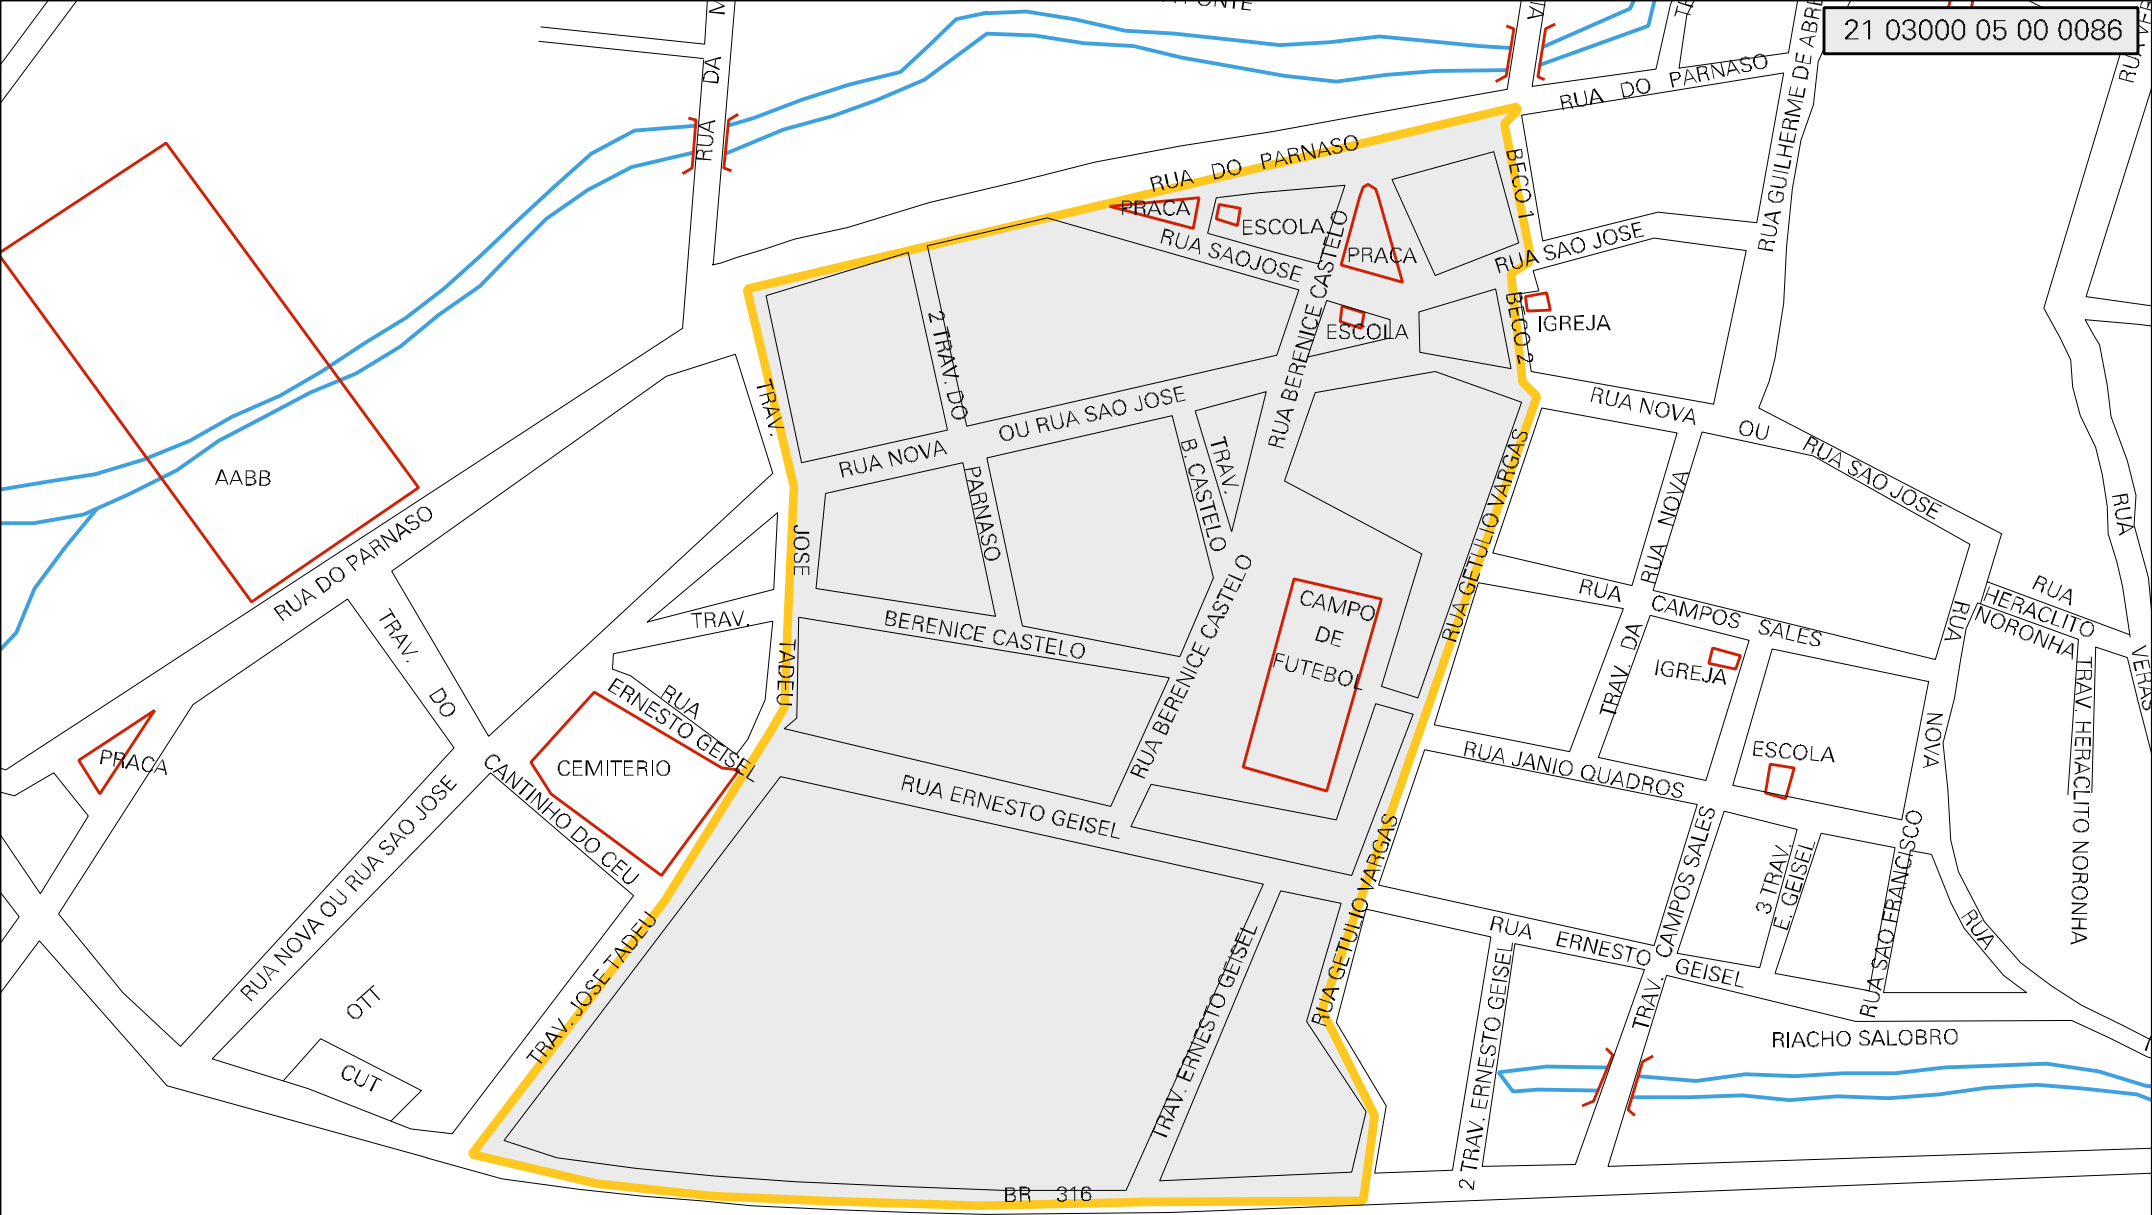 21 03000 05 00 0086
RUA DA
RUA DO PARNASO
RUA GUILHERME DE ABRE
RUA DO PARNASO
BECO 1
PRACA
ESCOLA
RUA SAOJOSE
PRACA
RUA SAO JOSE
RUA BERENICE CASTELO
ESCOLA
BECO 2
IGREJA
2 TRAV. DO
PARNASO
TRAV.
JOSE
TADEU
OU RUA SAO JOSE
RUA NOVA
RUA NOVA
OU
RUA SAO JOSE
TRAV.
B. CASTELO
RUA GETULIO VARGAS
AABB
RUA DO PARNASO
RUA NOVA
RUA
RUA
CAMPOS SALES
RUA
HERACLITO
NORONHA
TRAV.
DO
TRAV.
BERENICE CASTELO
RUA BERENICE CASTELO
CAMPO
DE
FUTEBOL
TRAV. DA
IGREJA
RUA
NOVA
VERAS
TRAV. HERACLITO NORONHA
RUA
ERNESTO GEISEL
PRACA
CEMITERIO
CANTINHO DO CEU
RUA NOVA OU RUA SAO JOSE
RUA ERNESTO GEISEL
RUA JANIO QUADROS
ESCOLA
RUA GETULIO VARGAS
CAMPOS SALES
3 TRAV.
E. GEISEL
RUA SAO FRANCISCO
RUA
RUA GETULIO VARGAS
RUA
ERNESTO
GEISEL
TRAV.
TRAV. JOSE TADEU
OTT
CUT
TRAV. ERNESTO GEISEL
2 TRAV. ERNESTO GEISEL
RIACHO SALOBRO
BR 316